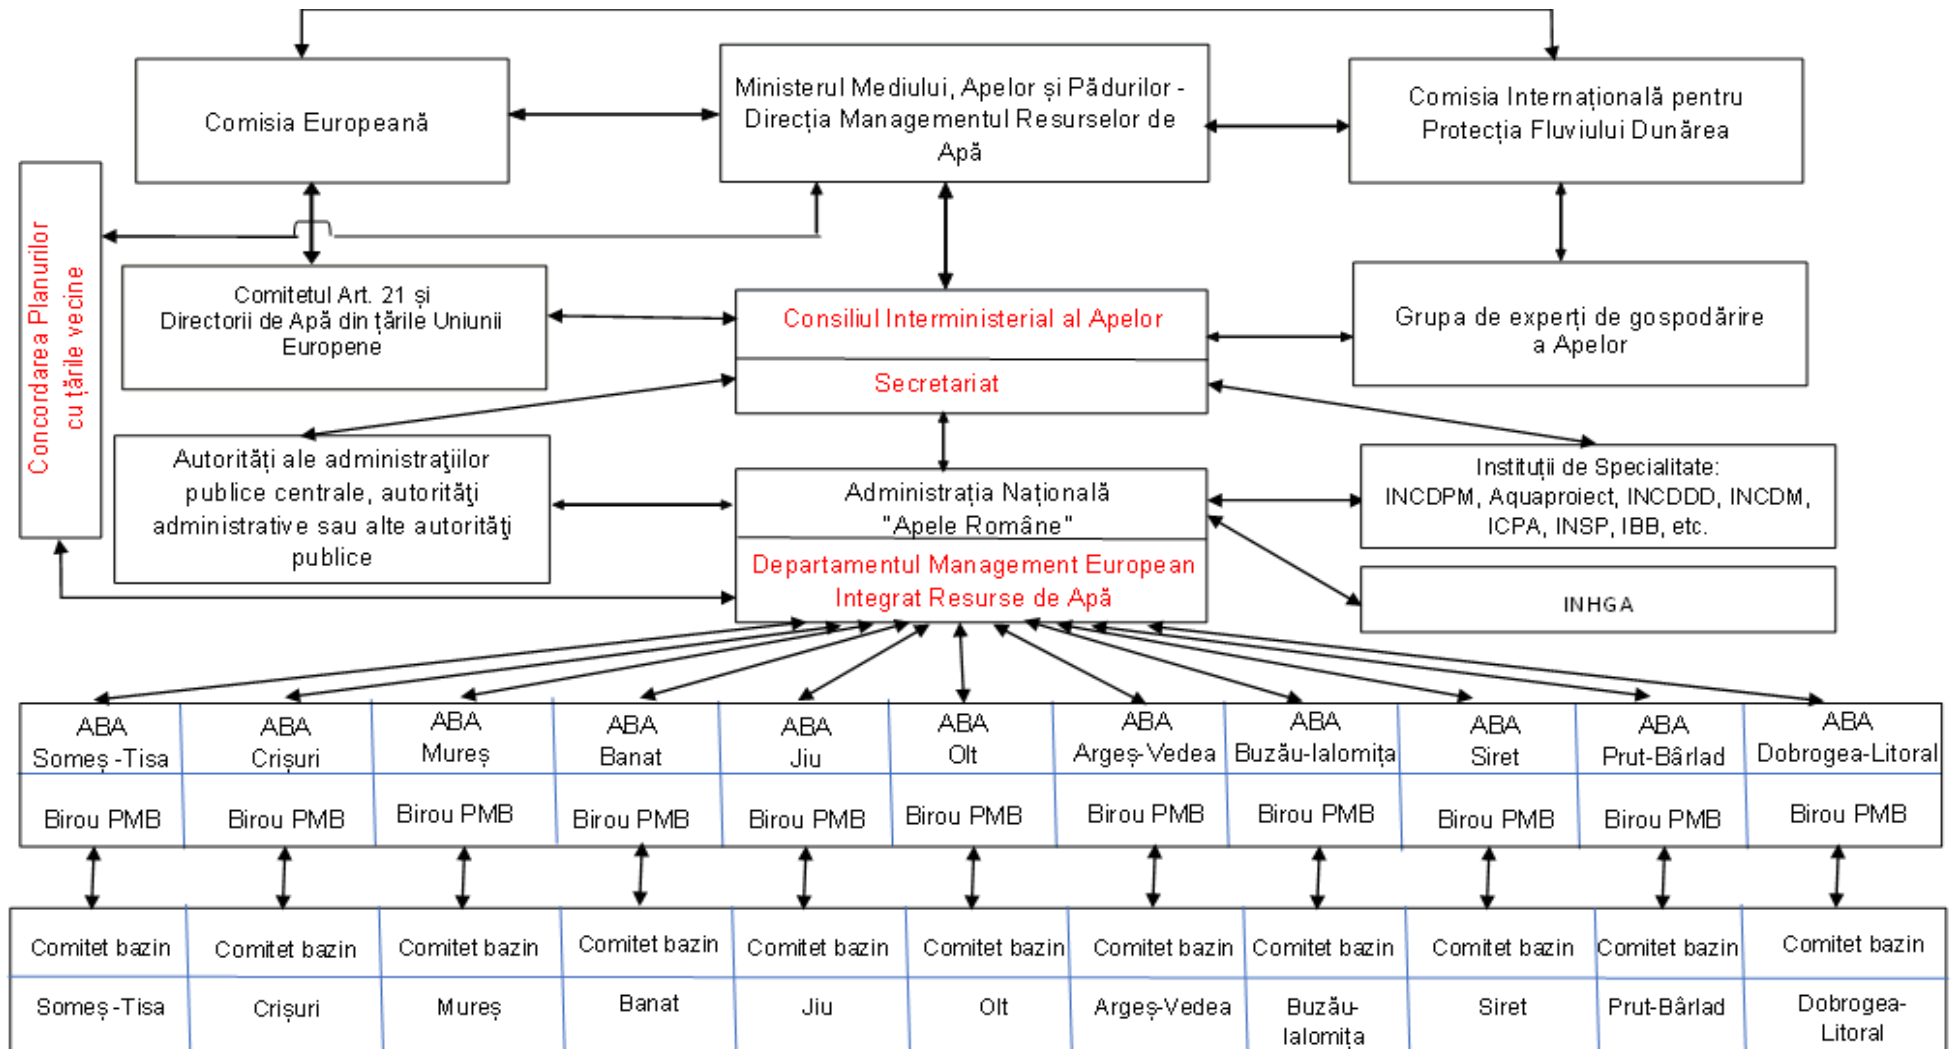 Comisia Europeană
Ministerul Mediului, Apelor și Pădurilor -
Direcția Managementul Resurselor de
Apă
Comisia Internațională pentru
Protecția Fluviului Dunărea
Concordarea Planurilor
cu țările vecine
Comitetul Art. 21 și
Directorii de Apă din țările Uniunii
Europene
Consiliul Interministerial al Apelor
Secretariat
Grupa de experți de gospodărire
a Apelor
Autorități ale administraţiilor
publice centrale, autorităţi
administrative sau alte autorităţi
publice
Administrația Națională
"Apele Române"
Departamentul Management European
Integrat Resurse de Apă
Instituții de Specialitate:
INCDPM, Aquaproiect, INCDDD, INCDM,
ICPA, INSP, IBB, etc.
INHGA
ABA
Someș -Tisa
ABA
Crișuri
ABA
Mureș
ABA
Banat
ABA
Jiu
ABA
Olt
ABA
Argeș-Vedea
ABA
Buzău-Ialomița
ABA
Siret
ABA
Prut-Bârlad
ABA
Dobrogea-Litoral
Birou PMB
Birou PMB
Birou PMB
Birou PMB
Birou PMB
Birou PMB
Birou PMB
Birou PMB
Birou PMB
Birou PMB
Birou PMB
Comitet bazin
Comitet bazin
Comitet bazin
Comitet bazin
Comitet bazin
Comitet bazin
Comitet bazin
Comitet bazin
Comitet bazin
Comitet bazin
Comitet bazin
Someș -Tisa
Crișuri
Mureș
Banat
Jiu
Olt
Argeș-Vedea
Buzău-
Ialomița
Siret
Prut-Bârlad
Dobrogea-
Litoral